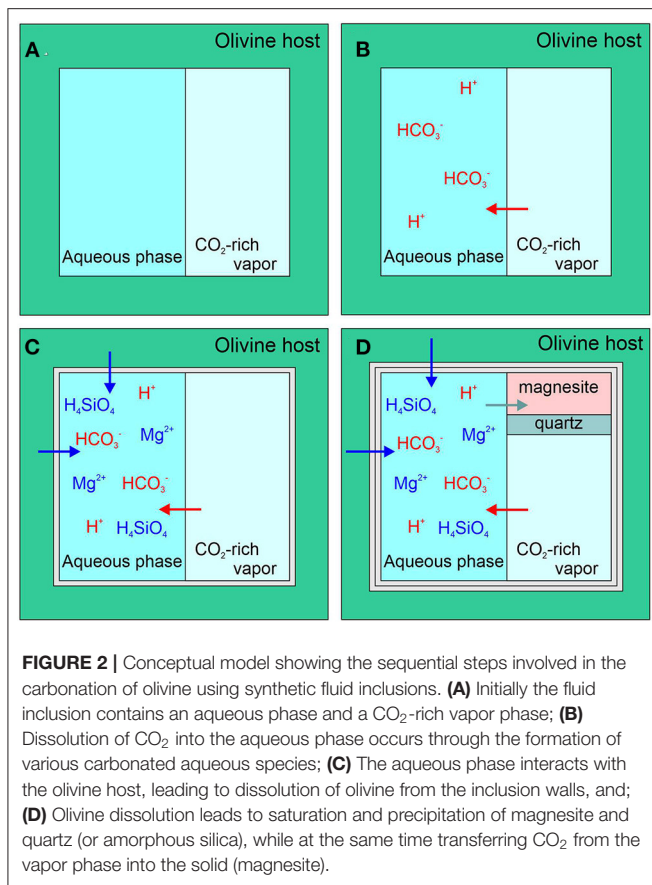 A
Olivine host
Aqueous phase
CO₂-rich
vapor
B
Olivine host
H⁺
HCO₃⁻
HCO₃⁻
H⁺
Aqueous phase
CO₂-rich
vapor
C
Olivine host
H₄SiO₄
H⁺
HCO₃⁻
Mg²⁺
Mg²⁺
HCO₃⁻
H⁺
H₄SiO₄
Aqueous phase
CO₂-rich
vapor
D
Olivine host
H₄SiO₄
H⁺
magnesite
HCO₃⁻
Mg²⁺
quartz
Mg²⁺
HCO₃⁻
H⁺
H₄SiO₄
Aqueous phase
CO₂-rich
vapor
FIGURE 2 | Conceptual model showing the sequential steps involved in the
carbonation of olivine using synthetic fluid inclusions. (A) Initially the fluid
inclusion contains an aqueous phase and a CO₂-rich vapor phase; (B)
Dissolution of CO₂ into the aqueous phase occurs through the formation of
various carbonated aqueous species; (C) The aqueous phase interacts with
the olivine host, leading to dissolution of olivine from the inclusion walls, and;
(D) Olivine dissolution leads to saturation and precipitation of magnesite and
quartz (or amorphous silica), while at the same time transferring CO₂ from the
vapor phase into the solid (magnesite).